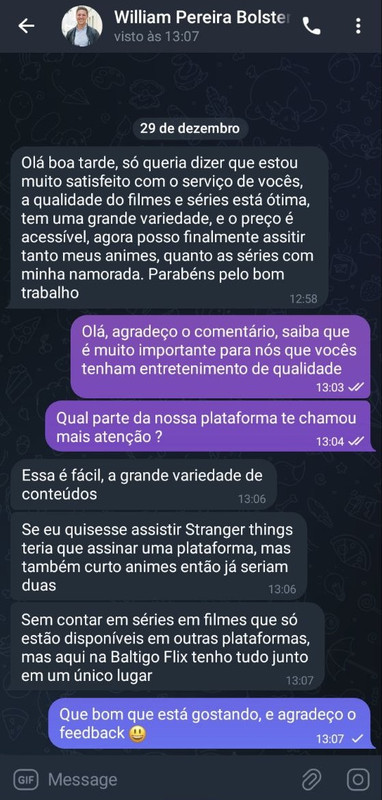 William Pereira Bolster
visto às 13:07
29 de dezembro
Olá boa tarde, só queria dizer que estou
muito satisfeito com o serviço de vocês,
a qualidade do filmes e séries está ótima,
tem uma grande variedade, e o preço é
acessível, agora posso finalmente assitir
tanto meus animes, quanto as séries com
minha namorada. Parabéns pelo bom
trabalho
12:58
Olá, agradeço o comentário, saiba que
é muito importante para nós que vocês
tenham entretenimento de qualidade
13:03
Qual parte da nossa plataforma te chamou
mais atenção ?
13:04
Essa é fácil, a grande variedade de
conteúdos
13:06
Se eu quisesse assistir Stranger things
teria que assinar uma plataforma, mas
também curto animes então já seriam
duas
13:06
Sem contar em séries em filmes que só
estão disponíveis em outras plataformas,
mas aqui na Baltigo Flix tenho tudo junto
em um único lugar
13:07
Que bom que está gostando, e agradeço o
feedback 😃
13:07
GIF Message